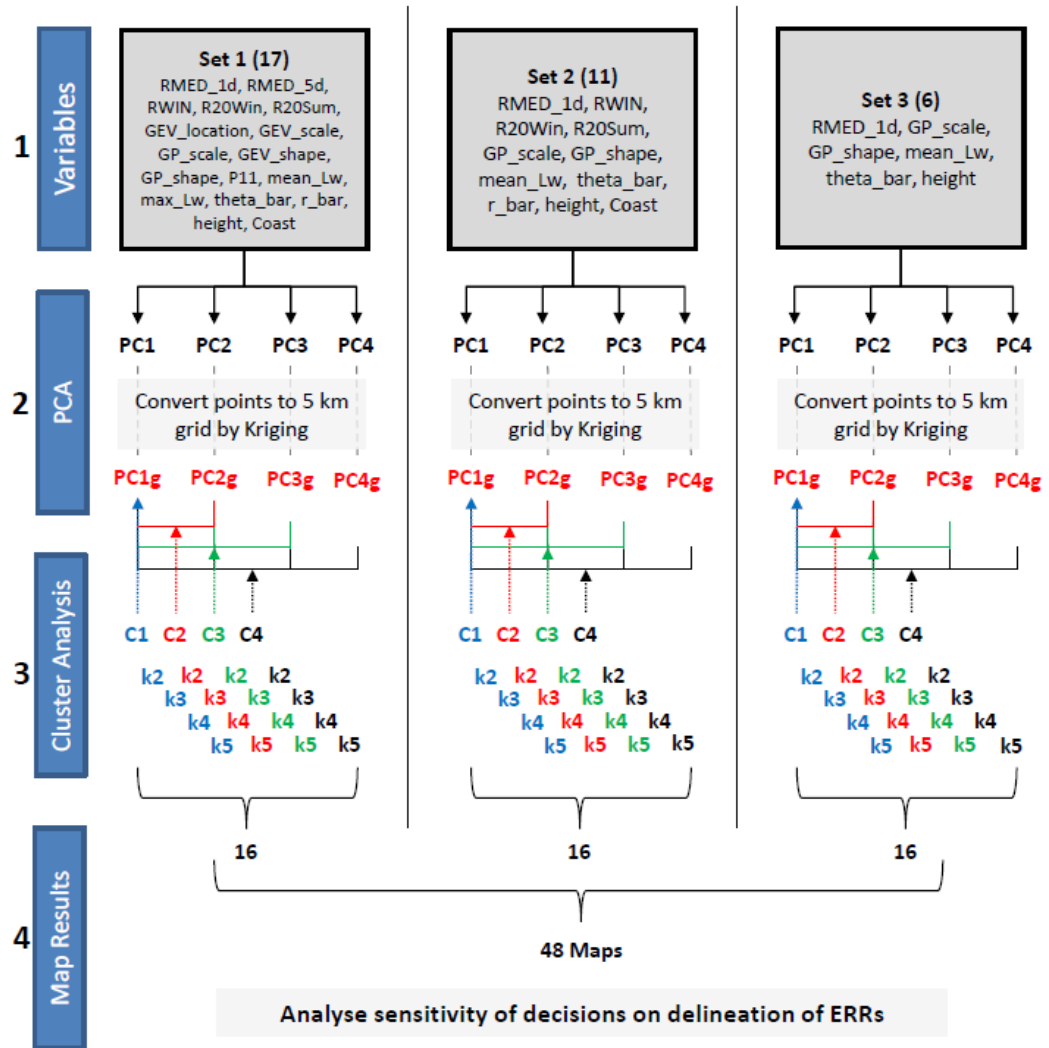 1
Variables
Set 1 (17)
RMED_1d, RMED_5d,
RWIN, R20Win, R20Sum,
GEV_location, GEV_scale,
GP_scale, GEV_shape,
GP_shape, P11, mean_Lw,
max_Lw, theta_bar, r_bar,
height, Coast
Set 2 (11)
RMED_1d, RWIN,
R20Win, R20Sum,
GP_scale, GP_shape,
mean_Lw, theta_bar,
r_bar, height, Coast
Set 3 (6)
RMED_1d, GP_scale,
GP_shape, mean_Lw,
theta_bar, height
2
PCA
PC1 PC2 PC3 PC4
Convert points to 5 km
grid by Kriging
PC1g PC2g PC3g PC4g
PC1 PC2 PC3 PC4
Convert points to 5 km
grid by Kriging
PC1g PC2g PC3g PC4g
PC1 PC2 PC3 PC4
Convert points to 5 km
grid by Kriging
PC1g PC2g PC3g PC4g
3
Cluster Analysis
C1 C2 C3 C4
k2 k2 k2 k2
k3 k3 k3 k3
k4 k4 k4 k4
k5 k5 k5 k5
16
C1 C2 C3 C4
k2 k2 k2 k2
k3 k3 k3 k3
k4 k4 k4 k4
k5 k5 k5 k5
16
C1 C2 C3 C4
k2 k2 k2 k2
k3 k3 k3 k3
k4 k4 k4 k4
k5 k5 k5 k5
16
4
Map Results
48 Maps
Analyse sensitivity of decisions on delineation of ERRs